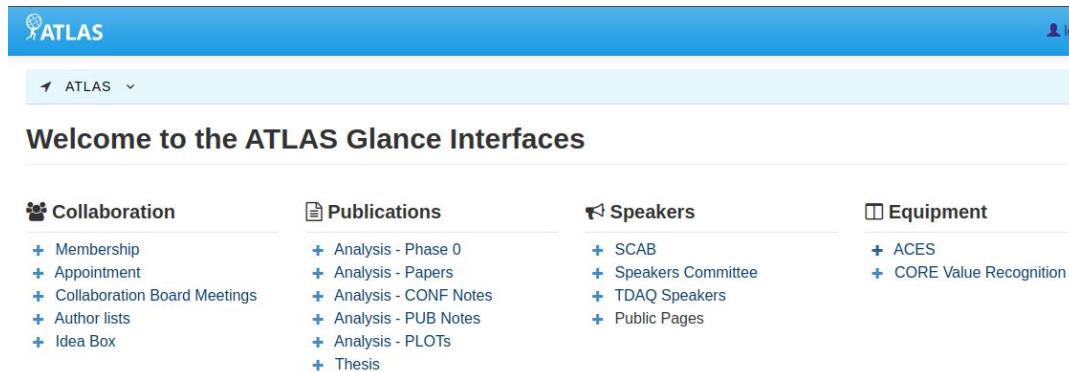 ATLAS
ATLAS
Welcome to the ATLAS Glance Interfaces
Collaboration
Membership
Appointment
Collaboration Board Meetings
Author lists
Idea Box
Publications
Analysis - Phase 0
Analysis - Papers
Analysis - CONF Notes
Analysis - PUB Notes
Analysis - PLOTs
Thesis
Speakers
SCAB
Speakers Committee
TDAQ Speakers
Public Pages
Equipment
ACES
CORE Value Recognition